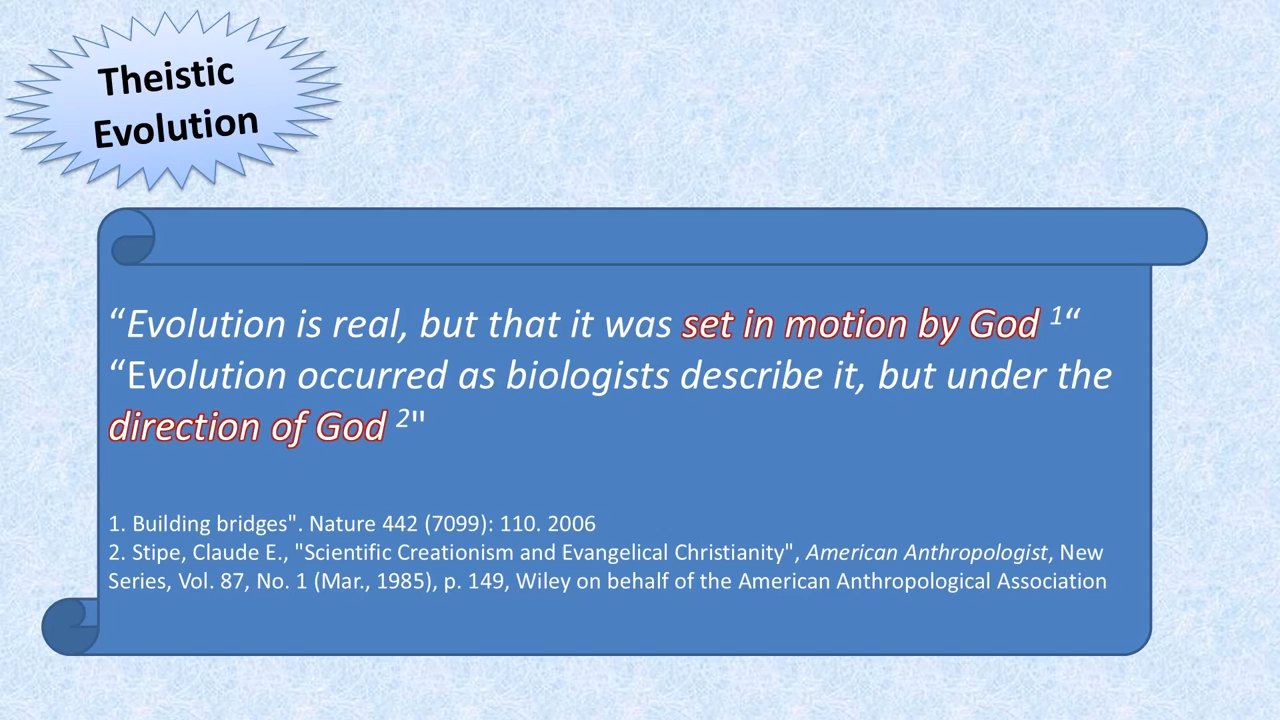 Theistic
Evolution
“Evolution is real, but that it was set in motion by God ¹“
“Evolution occurred as biologists describe it, but under the
direction of God ²"
1. Building bridges". Nature 442 (7099): 110. 2006
2. Stipe, Claude E., "Scientific Creationism and Evangelical Christianity", American Anthropologist, New
Series, Vol. 87, No. 1 (Mar., 1985), p. 149, Wiley on behalf of the American Anthropological Association